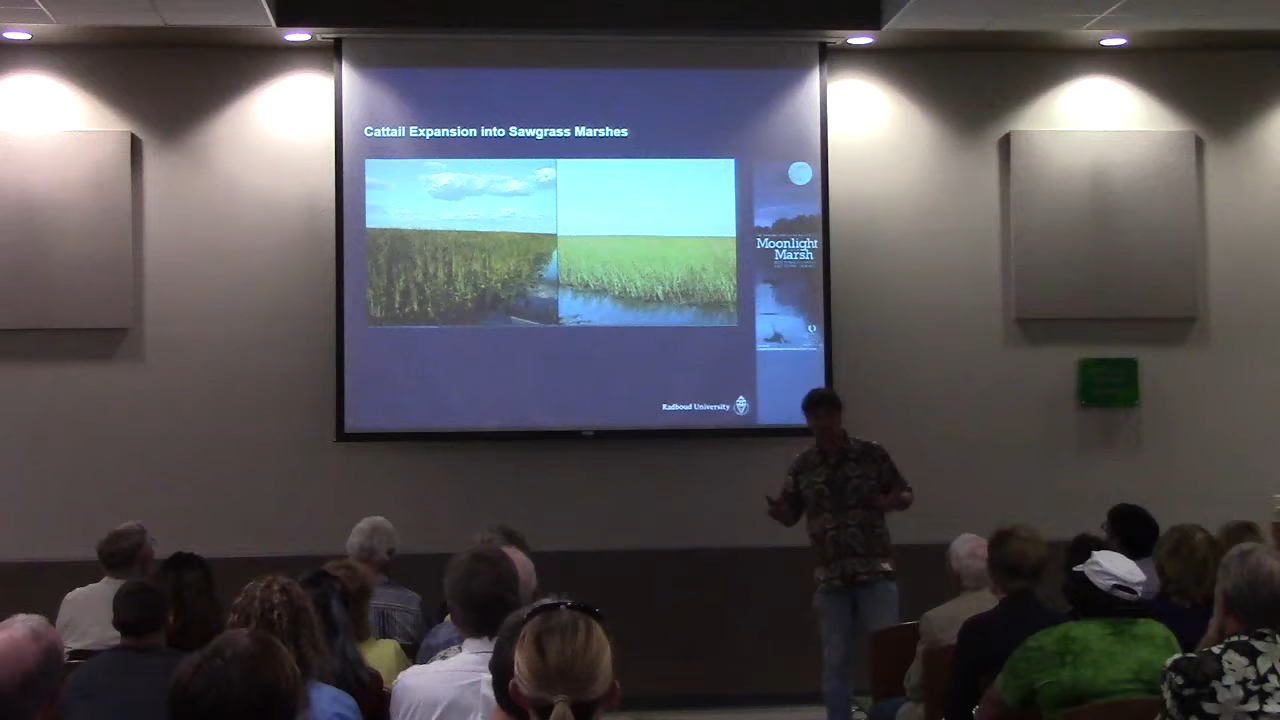 Cattail Expansion into Sawgrass Marshes
Moonlight
Marsh
Radboud University